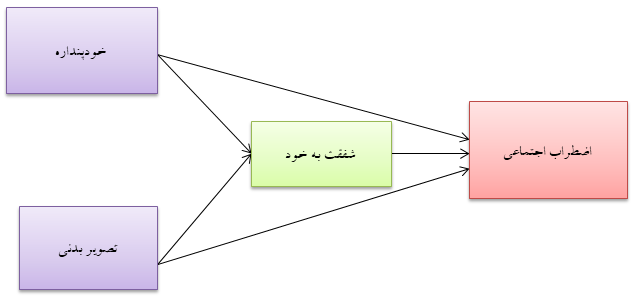 خودپنداره
شفقت به خود
اضطراب اجتماعی
تصویر بدنی